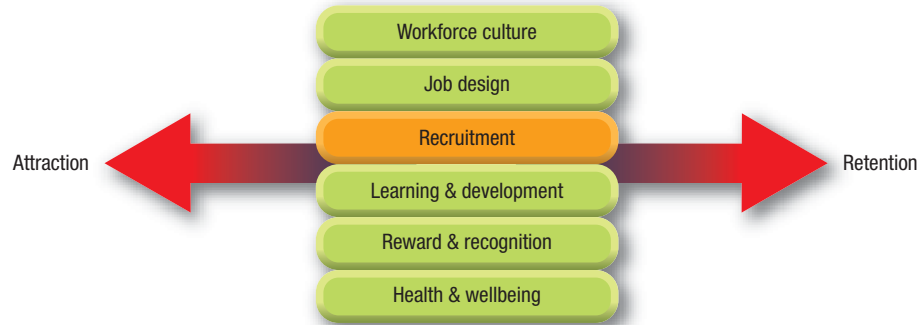 Workforce culture
Job design
Recruitment
Attraction
Retention
Learning & development
Reward & recognition
Health & wellbeing